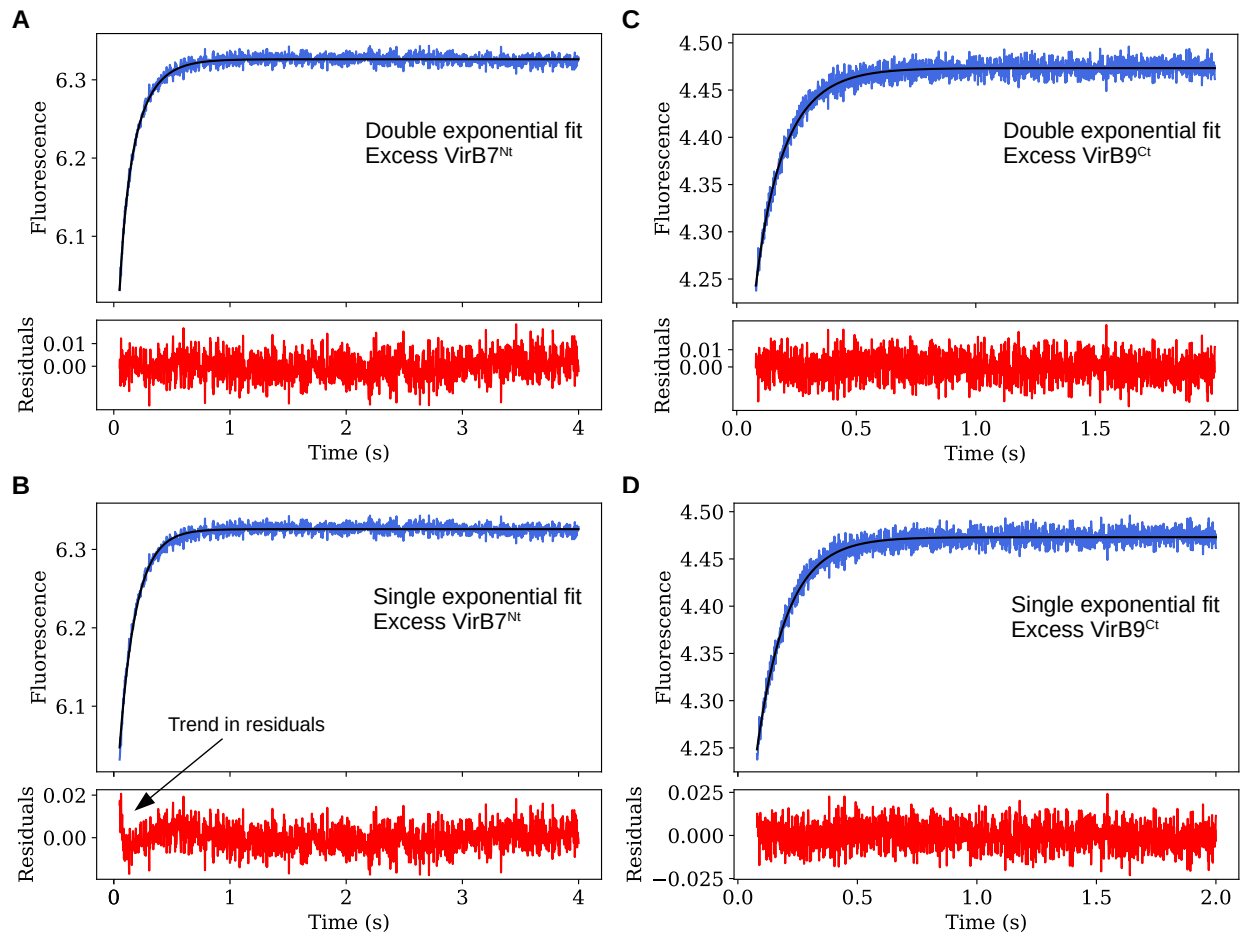 A
Fluorescence
6.3
6.2
6.1
Double exponential fit
Excess VirB7Nt
Residuals
0.01
0.00
0
1
2
3
4
Time (s)
C
Fluorescence
4.50
4.45
4.40
4.35
4.30
4.25
Double exponential fit
Excess VirB9Ct
Residuals
0.01
0.00
0.0
0.5
1.0
1.5
2.0
Time (s)
B
Fluorescence
6.3
6.2
6.1
Single exponential fit
Excess VirB7Nt
Trend in residuals
Residuals
0.02
0.00
0
1
2
3
4
Time (s)
D
Fluorescence
4.50
4.45
4.40
4.35
4.30
4.25
Single exponential fit
Excess VirB9Ct
Residuals
0.025
0.000
−0.025
0.0
0.5
1.0
1.5
2.0
Time (s)